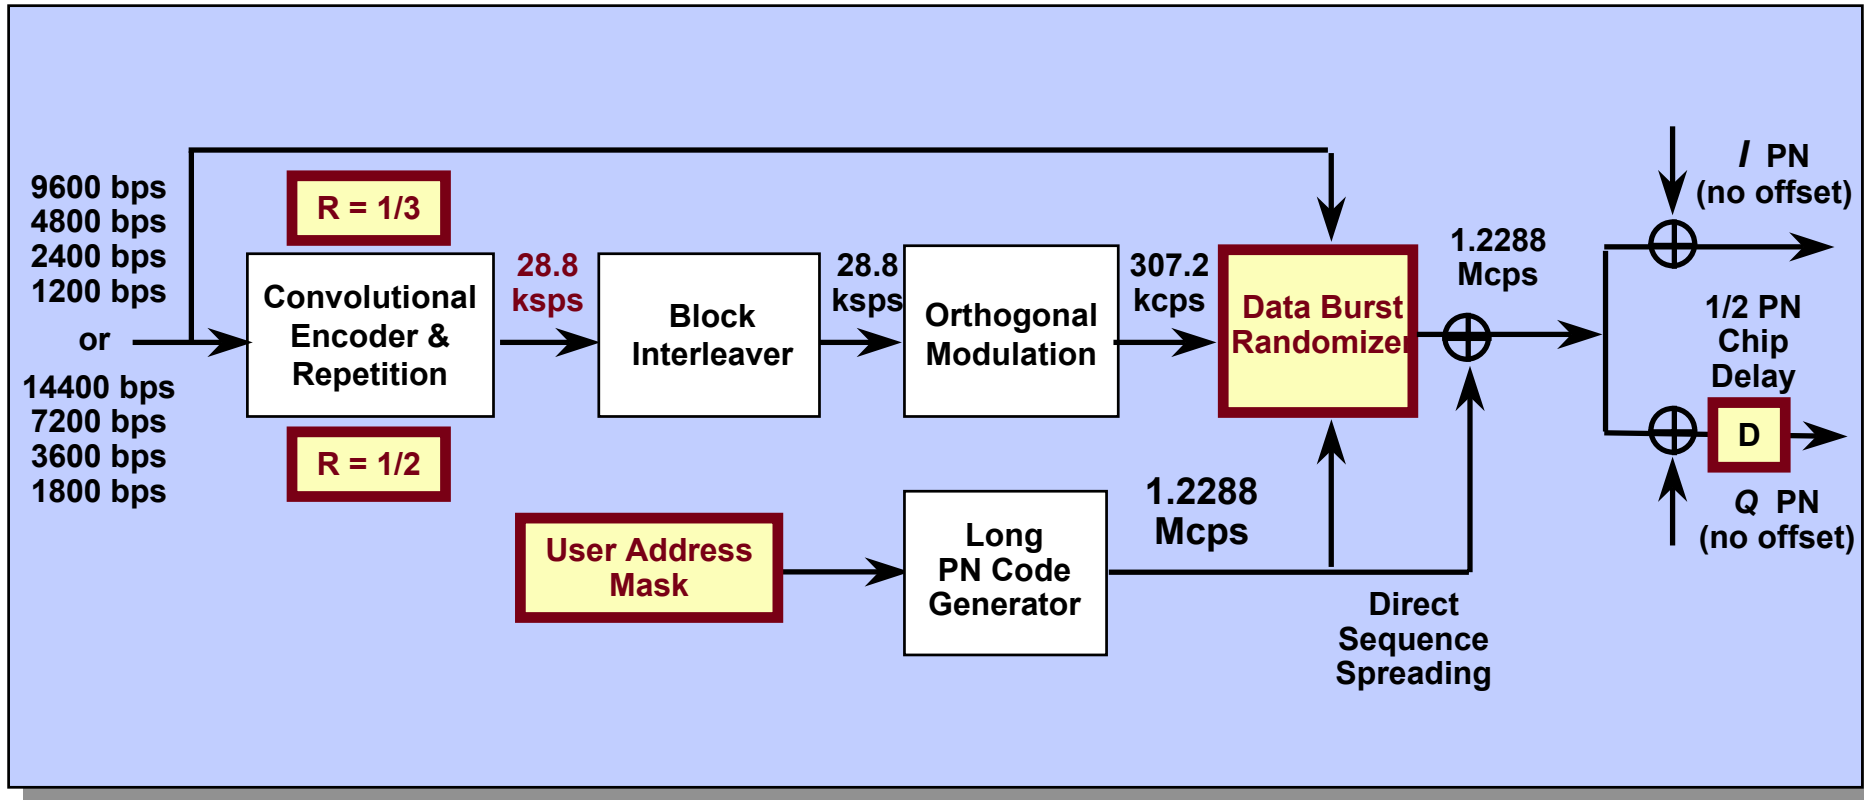 9600 bps
4800 bps
2400 bps
1200 bps
or
14400 bps
7200 bps
3600 bps
1800 bps
R = 1/3
Convolutional
Encoder &
Repetition
R = 1/2
28.8
ksps
Block
Interleaver
28.8
ksps
Orthogonal
Modulation
307.2
kcps
Data Burst
Randomizer
1.2288
Mcps
I PN
(no offset)
1/2 PN
Chip
Delay
D
Q PN
(no offset)
User Address
Mask
Long
PN Code
Generator
1.2288
Mcps
Direct
Sequence
Spreading